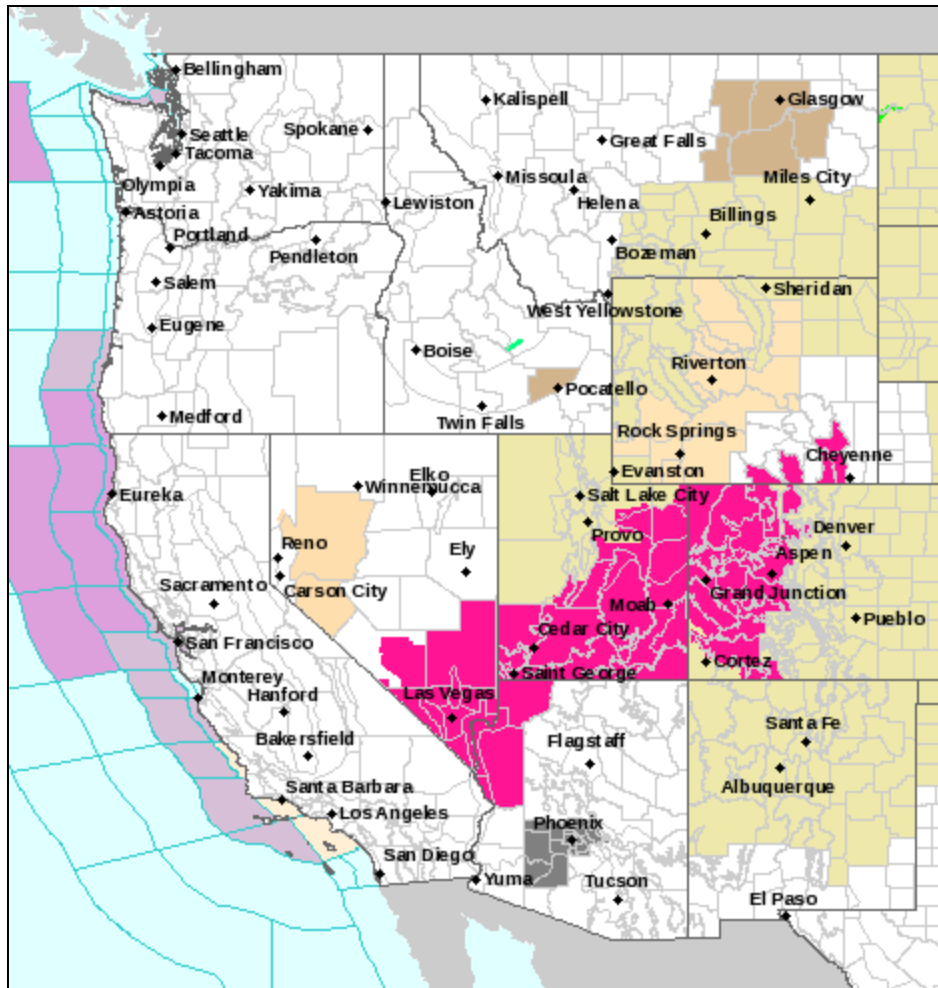 Bellingham
Kalispell
Glasgow
Seattle
Spokane
Great Falls
Tacoma
Missoula
Miles City
Olympia
Yakima
Lewiston
Helena
Astoria
Billings
Portland
Pendleton
Bozeman
Salem
Sheridan
West Yellowstone
Eugene
Boise
Riverton
Pocatello
Medford
Twin Falls
Rock Springs
Cheyenne
Elko
Evanston
Winnemucca
Eureka
Salt Lake City
Denver
Provo
Reno
Ely
Aspen
Sacramento
Carson City
Grand Junction
Moab
Pueblo
Cedar City
San Francisco
Cortez
Saint George
Monterey
Hanford
Las Vegas
Santa Fe
Bakersfield
Flagstaff
Albuquerque
Santa Barbara
Los Angeles
Phoenix
San Diego
Yuma
Tucson
El Paso